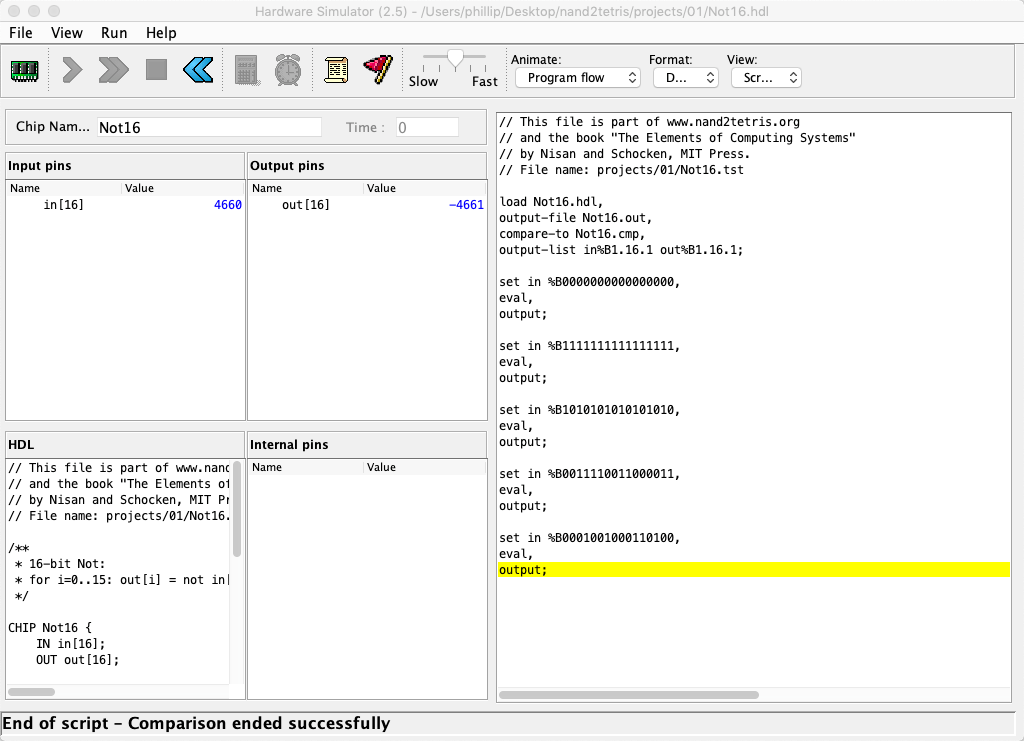 Hardware Simulator (2.5) - /Users/phillip/Desktop/nand2tetris/projects/01/Not16.hdl
File View Run Help
Slow Fast
Animate: Format: View:
Program flow D... Scr...
Chip Nam... Not16 Time : 0
Input pins
Name Value
in[16] 4660
Output pins
Name Value
out[16] -4661
HDL
// This file is part of www.nand
// and the book "The Elements of
// by Nisan and Schocken, MIT Pr
// File name: projects/01/Not16.
/**
* 16-bit Not:
* for i=0..15: out[i] = not in[
*/
CHIP Not16 {
IN in[16];
OUT out[16];
Internal pins
Name Value
// This file is part of www.nand2tetris.org
// and the book "The Elements of Computing Systems"
// by Nisan and Schocken, MIT Press.
// File name: projects/01/Not16.tst
load Not16.hdl,
output-file Not16.out,
compare-to Not16.cmp,
output-list in%B1.16.1 out%B1.16.1;
set in %B0000000000000000,
eval,
output;
set in %B1111111111111111,
eval,
output;
set in %B1010101010101010,
eval,
output;
set in %B0011110011000011,
eval,
output;
set in %B0001001000110100,
eval,
output;
End of script - Comparison ended successfully